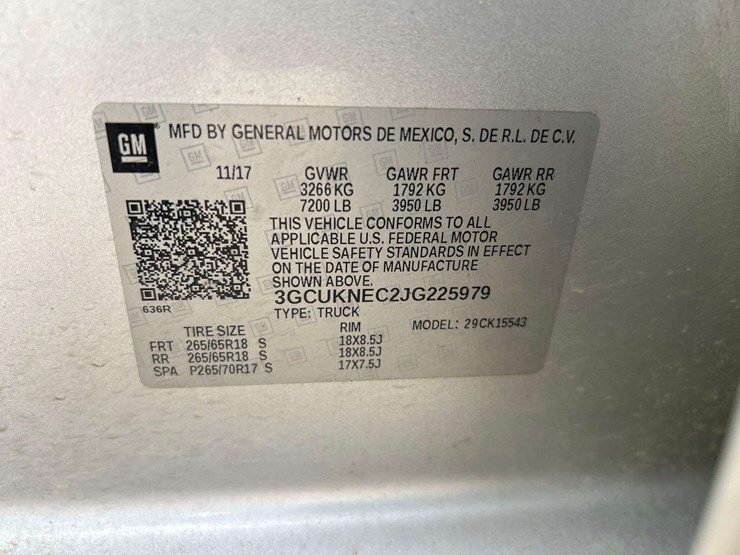 GM MFD BY GENERAL MOTORS DE MEXICO, S. DE R.L. DE C.V.
11/17 GVWR GAWR FRT GAWR RR
3266 KG 1792 KG 1792 KG
7200 LB 3950 LB 3950 LB
THIS VEHICLE CONFORMS TO ALL
APPLICABLE U.S. FEDERAL MOTOR
VEHICLE SAFETY STANDARDS IN EFFECT
ON THE DATE OF MANUFACTURE
SHOWN ABOVE.
3GCUKNEC2JG225979
636R
TYPE: TRUCK
TIRE SIZE RIM MODEL: 29CK15543
FRT 265/65R18 S 18X8.5J
RR 265/65R18 S 18X8.5J
SPA P265/70R17 S 17X7.5J